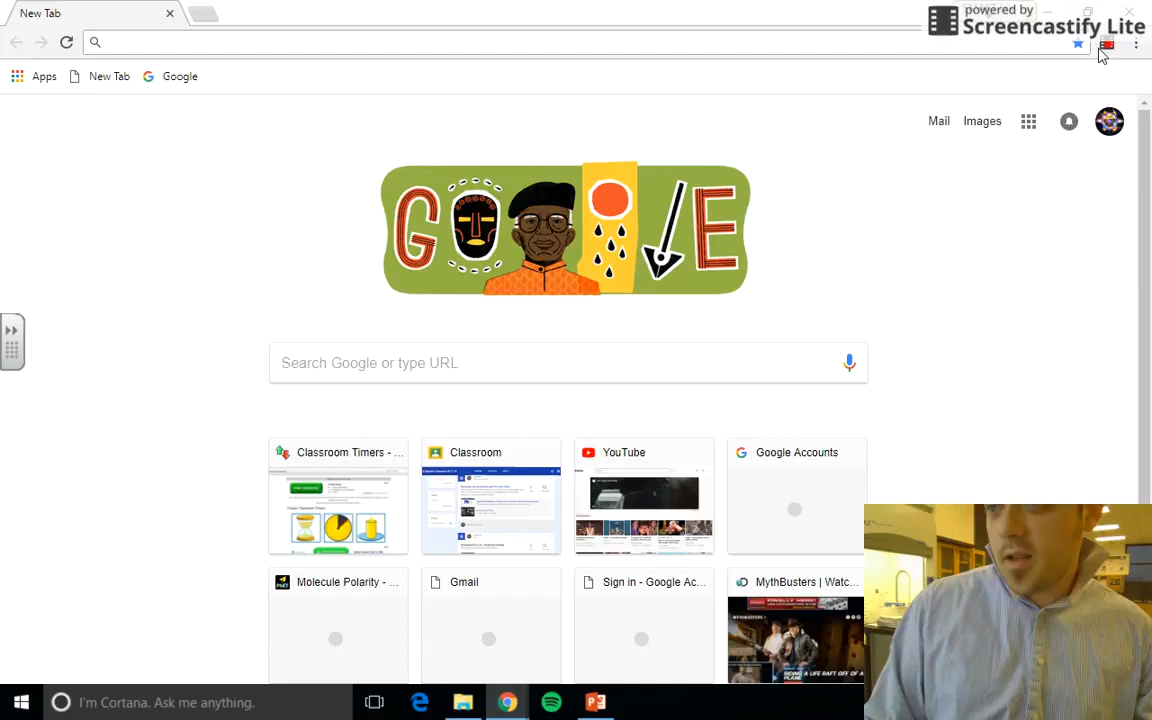 New Tab
powered by
Screencastify Lite
Apps
New Tab
Google
Mail
Images
GOOGLE
Search Google or type URL
Classroom Timers - ...
Classroom
YouTube
Google Accounts
Molecule Polarity - ...
Gmail
Sign in - Google Ac...
MythBusters | Watc...
I'm Cortana. Ask me anything.